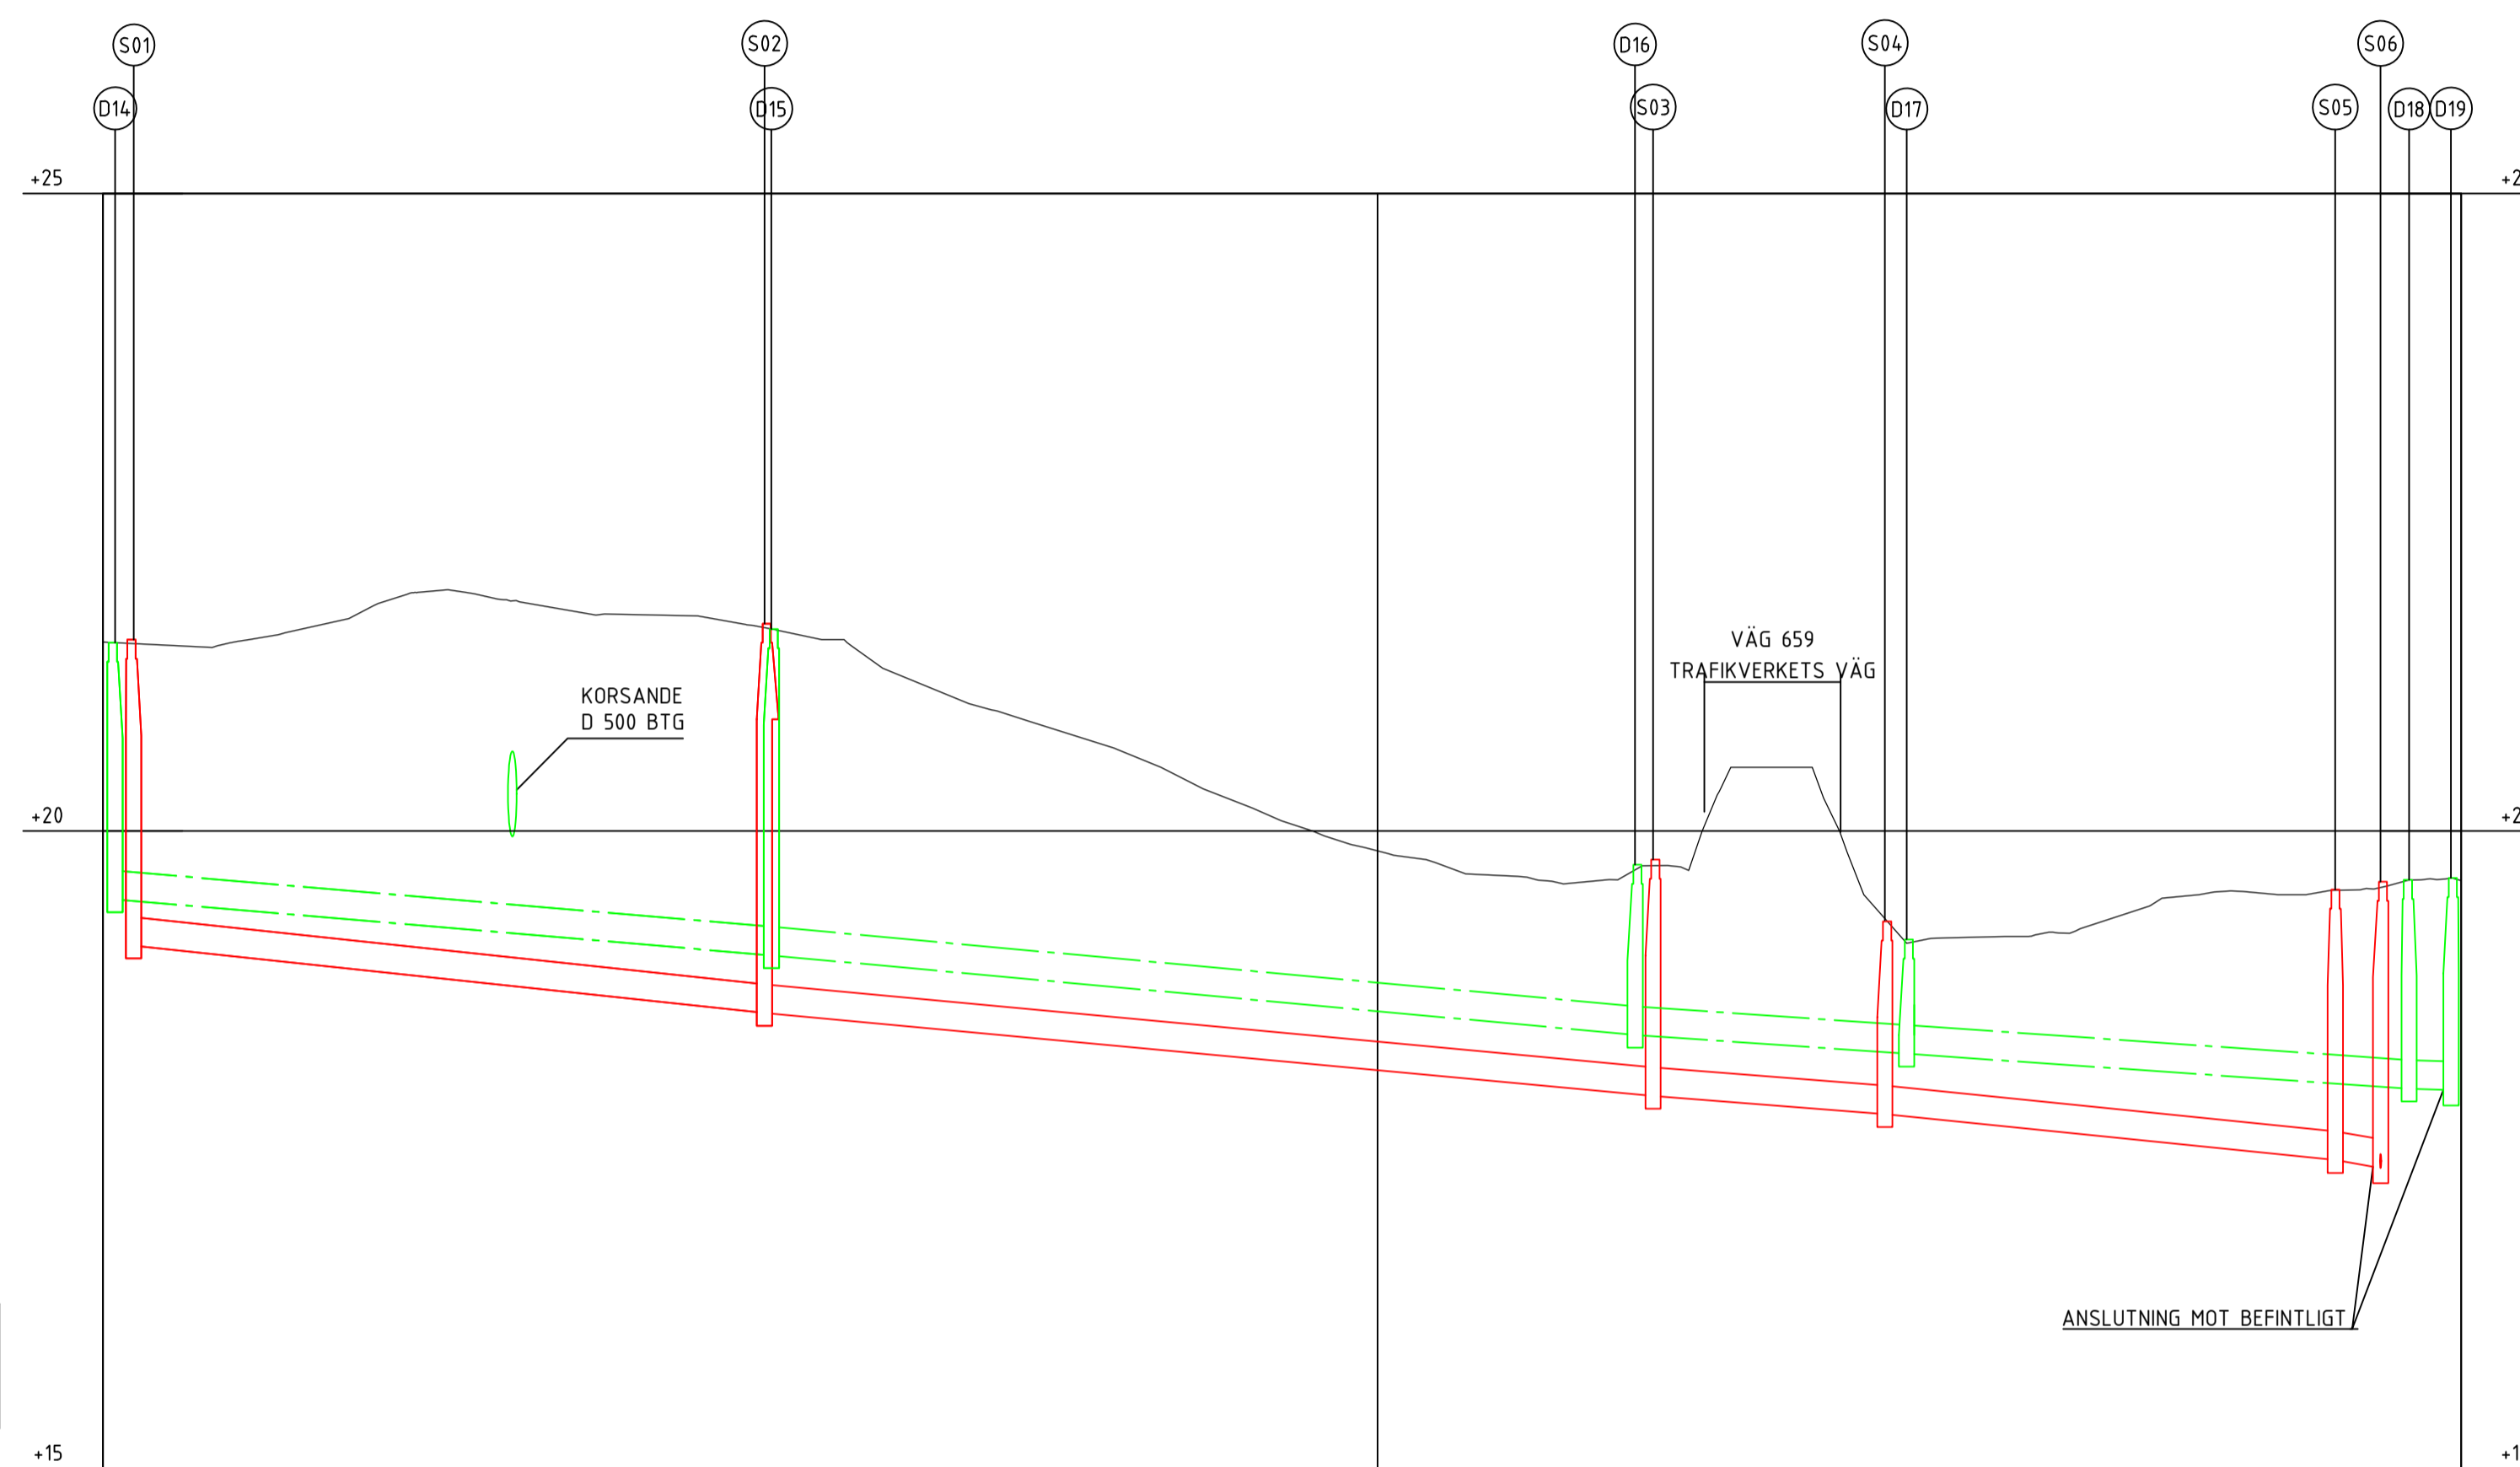 S01
S02
D16
S04
S06
D14
D15
S03
D17
S05
D18
D19
+25
VÄG 659
TRAFIKVERKETS VÄG
KORSANDE
D 500 BTG
+20
ANSLUTNING MOT BEFINTLIGT
+15